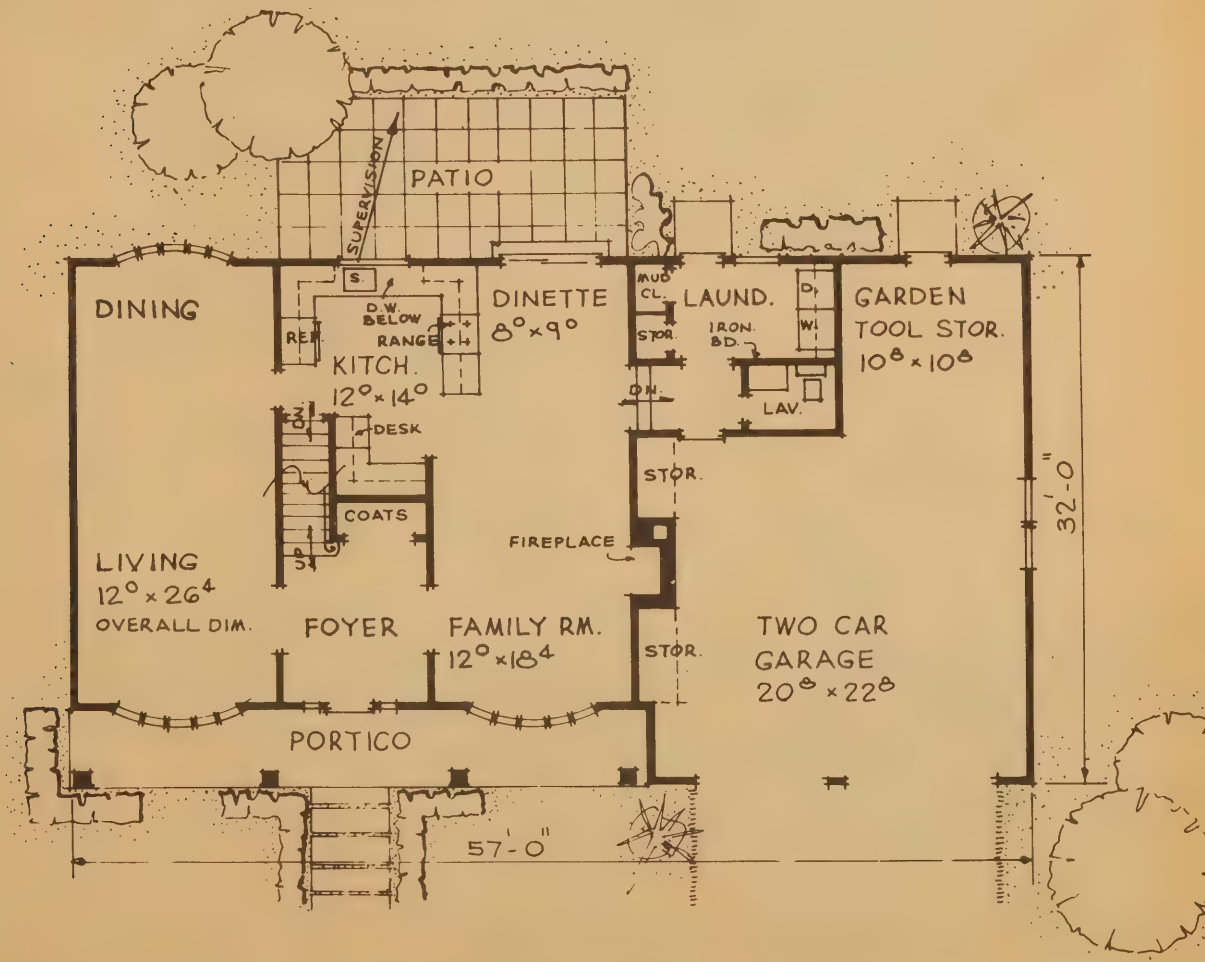 SUPERVISION
PATIO
DINING
S.
D.W.
BELOW
REF.
RANGE
KITCH.
12⁰ × 14⁰
DINETTE
8⁰ × 9⁰
MUD
CL.
STOR.
LAUND.
IRON.
BD.
D.
W.
GARDEN
TOOL STOR.
10⁸ × 10⁸
DN.
LAV.
DN.
DESK
STOR.
COATS
UP
FIREPLACE
LIVING
12⁰ × 26⁴
OVERALL DIM.
FOYER
FAMILY RM.
12⁰ × 18⁴
STOR.
TWO CAR
GARAGE
20⁸ × 22⁸
32'-0"
PORTICO
57'-0"